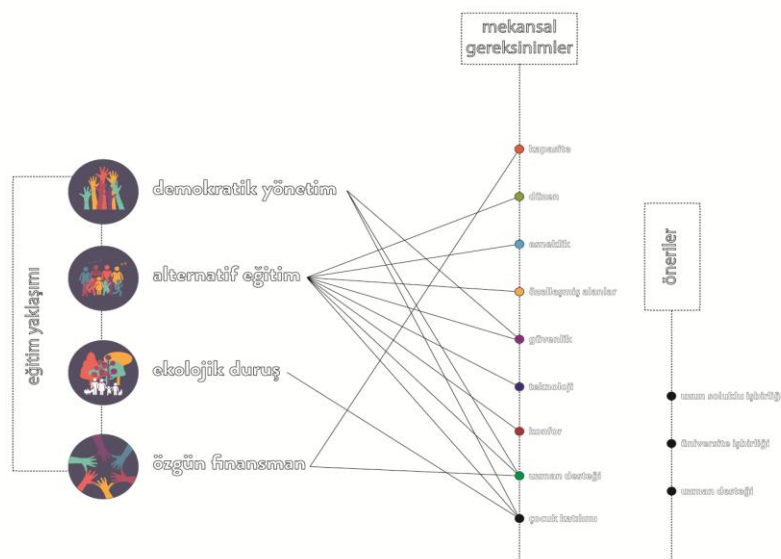 mekansal
gereksinimler
eğitim yaklaşımı
demokratik yönetim
alternatif eğitim
ekolojik duruş
özgün finansman
kapasite
düzen
esneklik
özelleşmiş alanlar
güvenlik
teknoloji
konfor
uzman desteği
çocuk katılımı
öneriler
uzun soluklu işbirliği
üniversite işbirliği
uzman desteği